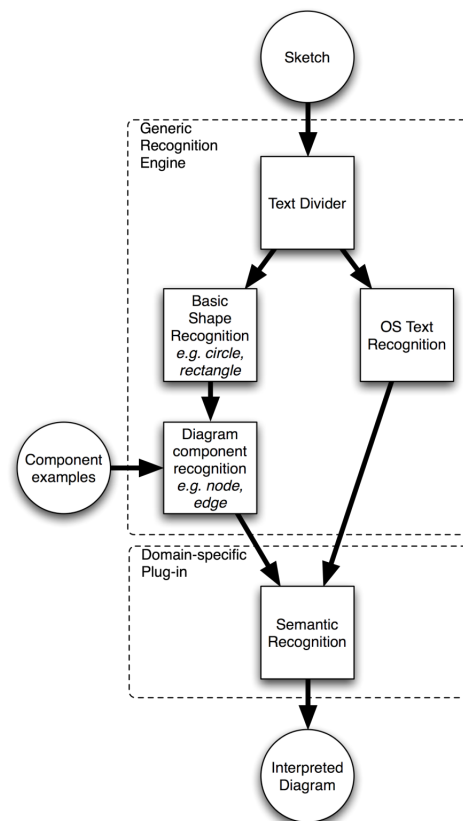 Sketch
Generic
Recognition
Engine
Text Divider
Basic
Shape
Recognition
e.g. circle,
rectangle
OS Text
Recognition
Component
examples
Diagram
component
recognition
e.g. node,
edge
Domain-specific
Plug-in
Semantic
Recognition
Interpreted
Diagram